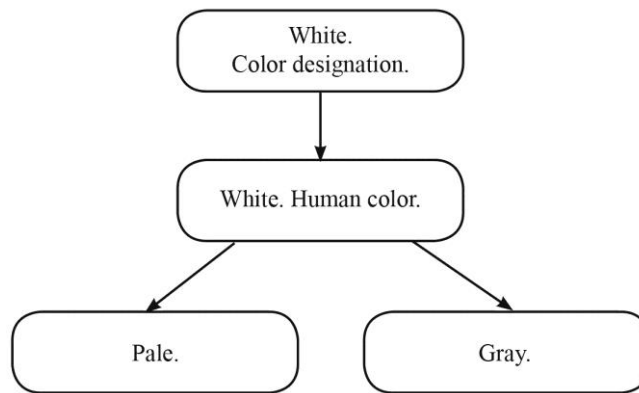 White.
Color designation.
White. Human color.
Pale.
Gray.